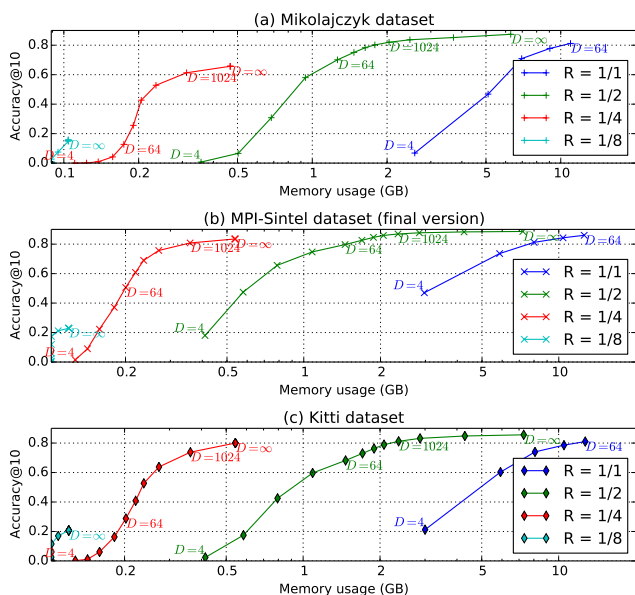 (a) Mikolajczyk dataset
Accuracy@10
0.8
0.6
0.4
0.2
0.0
D=4
D=∞
D=64
D=1024
D=∞
D=4
D=64
D=1024
D=∞
D=4
D=64
R = 1/1
R = 1/2
R = 1/4
R = 1/8
0.1 0.2 0.5 1 2 5 10
Memory usage (GB)
(b) MPI-Sintel dataset (final version)
Accuracy@10
0.8
0.6
0.4
0.2
0.0
D=4
D=∞
D=64
D=1024
D=∞
D=4
D=64
D=1024
D=∞
D=4
D=64
R = 1/1
R = 1/2
R = 1/4
R = 1/8
0.2 0.5 1 2 5 10
Memory usage (GB)
(c) Kitti dataset
Accuracy@10
0.8
0.6
0.4
0.2
0.0
D=4
D=∞
D=64
D=1024
D=∞
D=4
D=64
D=1024
D=∞
D=4
D=64
R = 1/1
R = 1/2
R = 1/4
R = 1/8
0.2 0.5 1 2 5 10
Memory usage (GB)